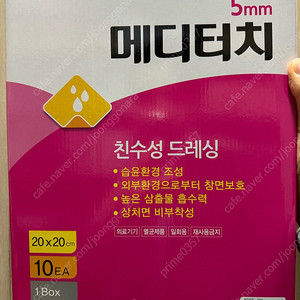 5mm
메디터치
친수성 드레싱
• 습윤환경 조성
• 외부환경으로부터 창면보호
• 높은 삼출물 흡수력
• 상처면 비부착성
20 x 20cm
의료기기 멸균제품 일회용 재사용금지
10EA
1Box